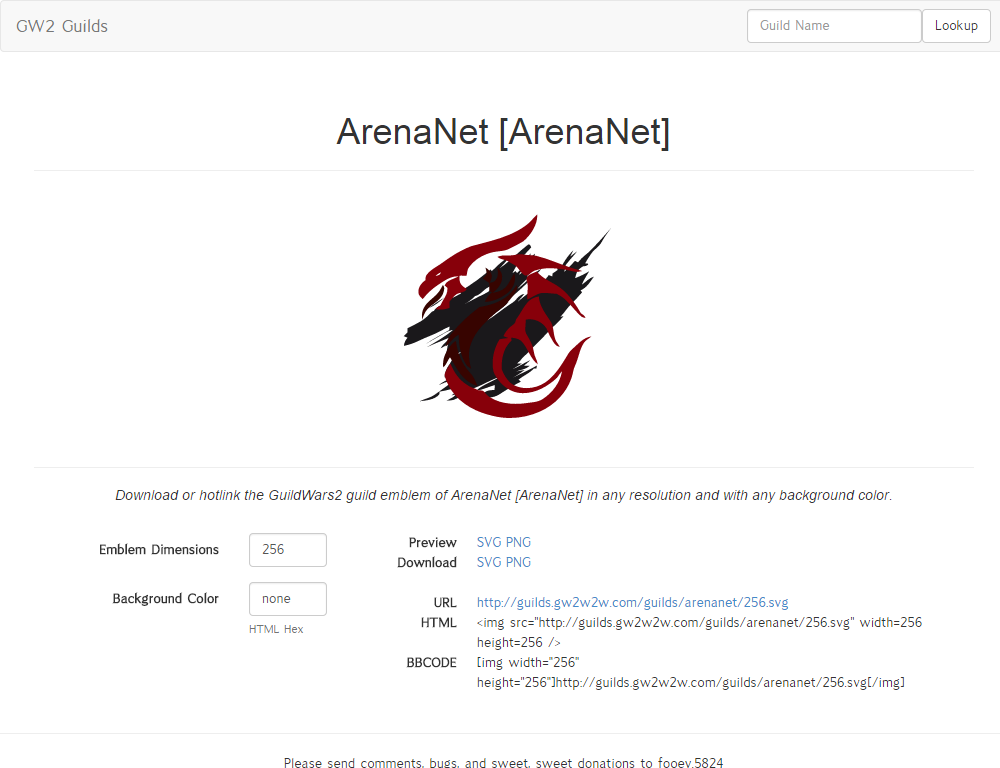 GW2 Guilds
Guild Name
Lookup
ArenaNet [ArenaNet]
Download or hotlink the GuildWars2 guild emblem of ArenaNet [ArenaNet] in any resolution and with any background color.
Emblem Dimensions 256
Background Color none
HTML Hex
Preview SVG PNG
Download SVG PNG
URL http://guilds.gw2w2w.com/guilds/arenanet/256.svg
HTML <img src="http://guilds.gw2w2w.com/guilds/arenanet/256.svg" width=256
height=256 />
BBCODE [img width="256"
height="256"]http://guilds.gw2w2w.com/guilds/arenanet/256.svg[/img]
Please send comments, bugs, and sweet, sweet donations to fooey.5824